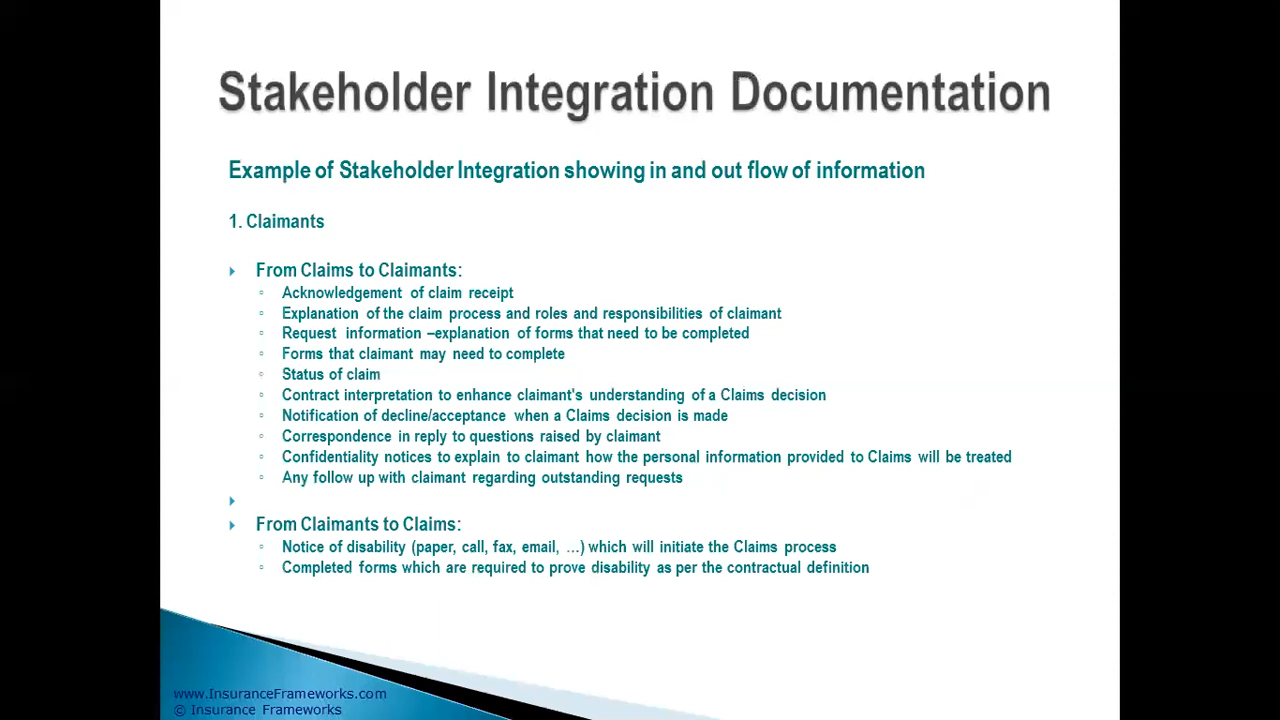 Stakeholder Integration Documentation
Example of Stakeholder Integration showing in and out flow of information
1. Claimants
From Claims to Claimants:
Acknowledgement of claim receipt
Explanation of the claim process and roles and responsibilities of claimant
Request information –explanation of forms that need to be completed
Forms that claimant may need to complete
Status of claim
Contract interpretation to enhance claimant's understanding of a Claims decision
Notification of decline/acceptance when a Claims decision is made
Correspondence in reply to questions raised by claimant
Confidentiality notices to explain to claimant how the personal information provided to Claims will be treated
Any follow up with claimant regarding outstanding requests
From Claimants to Claims:
Notice of disability (paper, call, fax, email, …) which will initiate the Claims process
Completed forms which are required to prove disability as per the contractual definition
www.InsuranceFrameworks.com
© Insurance Frameworks